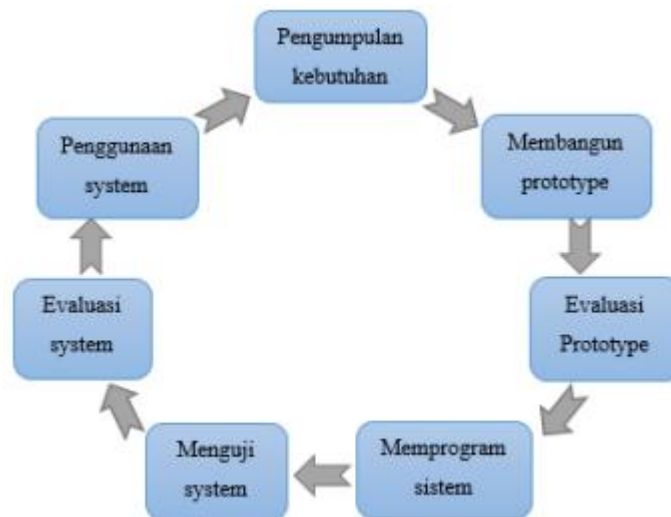 Pengumpulan
kebutuhan
Membangun
prototype
Evaluasi
Prototype
Memprogram
sistem
Menguji
system
Evaluasi
system
Penggunaan
system